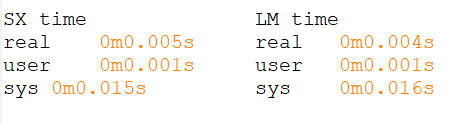 SX time LM time
real 0m0.005s real 0m0.004s
user 0m0.001s user 0m0.001s
sys 0m0.015s sys 0m0.016s